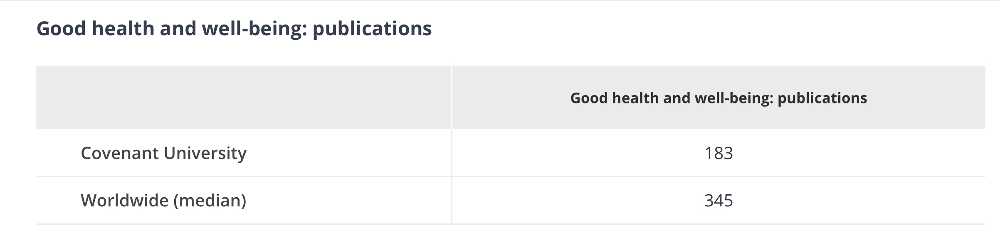 Good health and well-being: publications
Good health and well-being: publications
Covenant University 183
Worldwide (median) 345